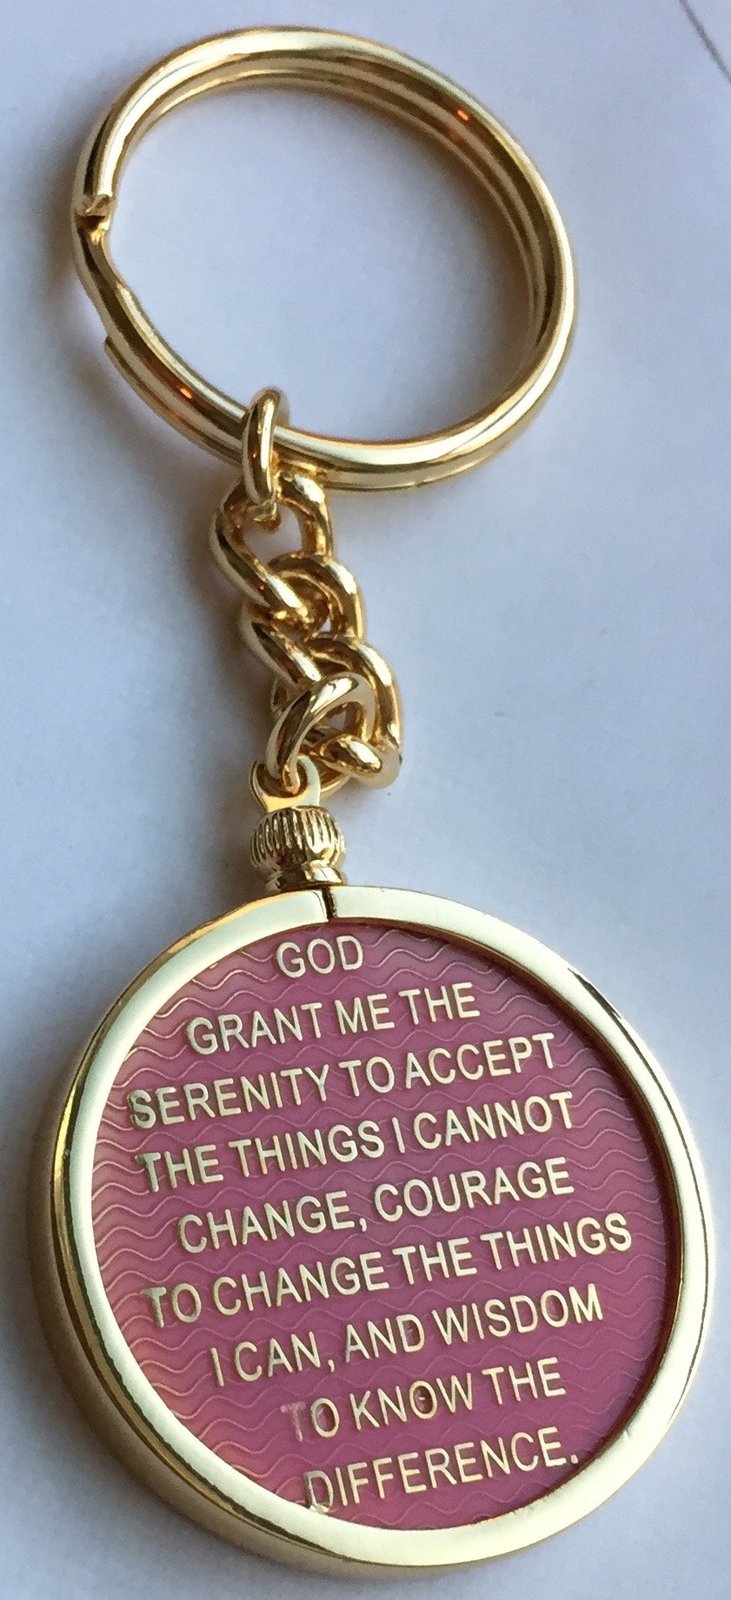 GOD
GRANT ME THE
SERENITY TO ACCEPT
THE THINGS I CANNOT
CHANGE, COURAGE
TO CHANGE THE THINGS
I CAN, AND WISDOM
TO KNOW THE
DIFFERENCE.